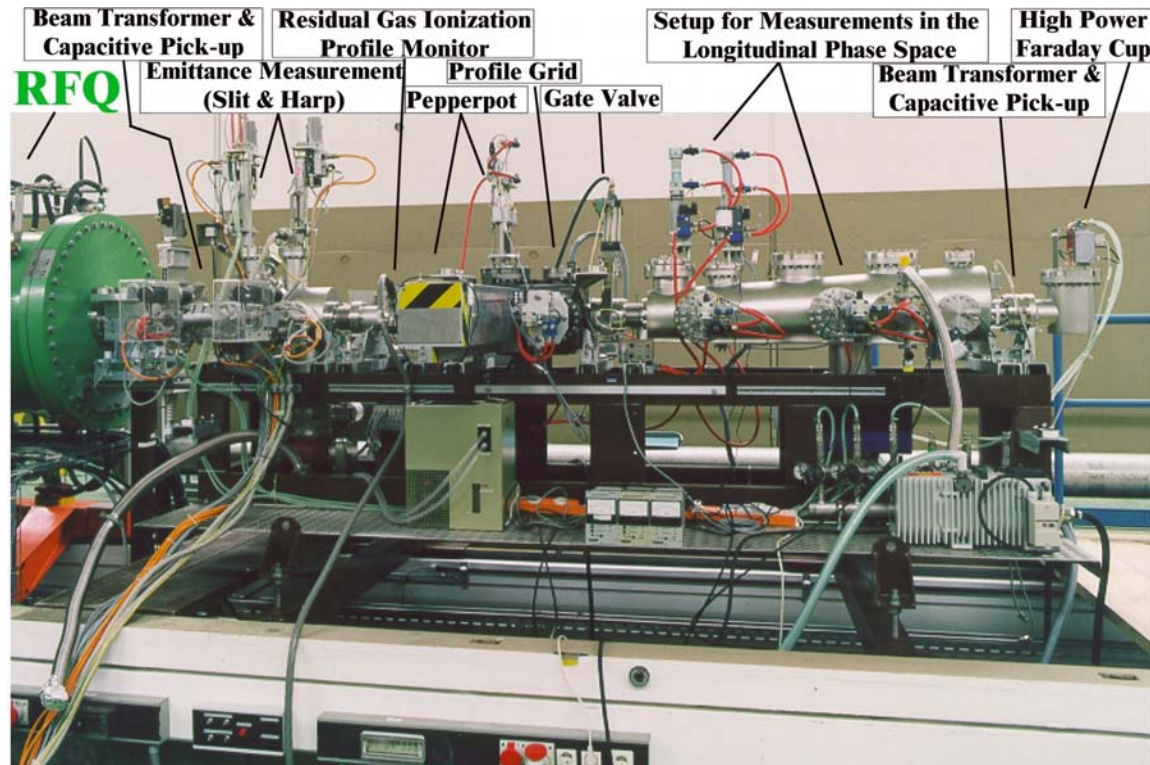 RFQ
Beam Transformer &
Capacitive Pick-up
Emittance Measurement
(Slit & Harp)
Residual Gas Ionization
Profile Monitor
Pepperpot
Profile Grid
Gate Valve
Setup for Measurements in the
Longitudinal Phase Space
Beam Transformer &
Capacitive Pick-up
High Power
Faraday Cup